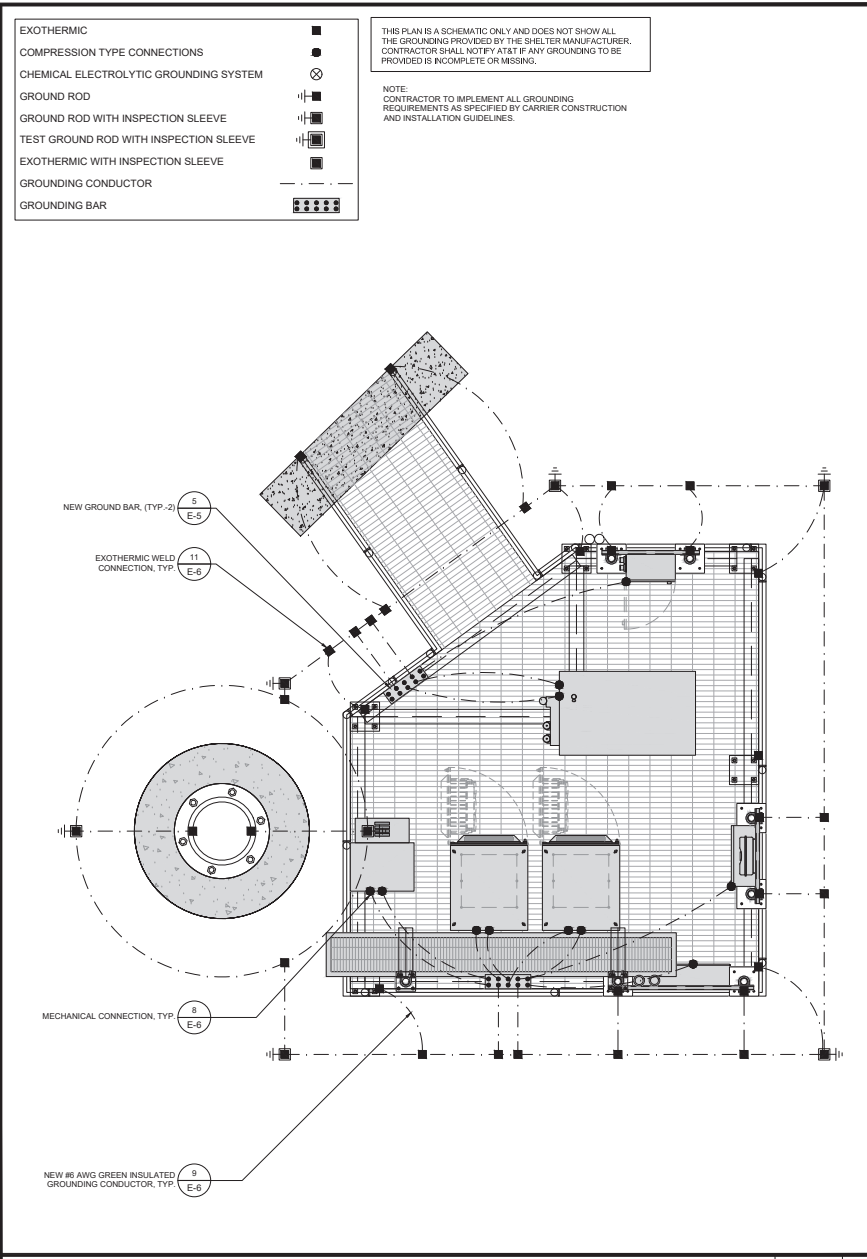 EXOTHERMIC
COMPRESSION TYPE CONNECTIONS
CHEMICAL ELECTROLYTIC GROUNDING SYSTEM
GROUND ROD
GROUND ROD WITH INSPECTION SLEEVE
TEST GROUND ROD WITH INSPECTION SLEEVE
EXOTHERMIC WITH INSPECTION SLEEVE
GROUNDING CONDUCTOR
GROUNDING BAR
THIS PLAN IS A SCHEMATIC ONLY AND DOES NOT SHOW ALL
THE GROUNDING PROVIDED BY THE SHELTER MANUFACTURER.
CONTRACTOR SHALL NOTIFY AT&T IF ANY GROUNDING TO BE
PROVIDED IS INCOMPLETE OR MISSING.
NOTE:
CONTRACTOR TO IMPLEMENT ALL GROUNDING
REQUIREMENTS AS SPECIFIED BY CARRIER CONSTRUCTION
AND INSTALLATION GUIDELINES.
NEW GROUND BAR, (TYP.-2)
5
E-5
EXOTHERMIC WELD
CONNECTION, TYP.
11
E-6
MECHANICAL CONNECTION, TYP.
8
E-6
NEW #6 AWG GREEN INSULATED
GROUNDING CONDUCTOR, TYP.
9
E-6